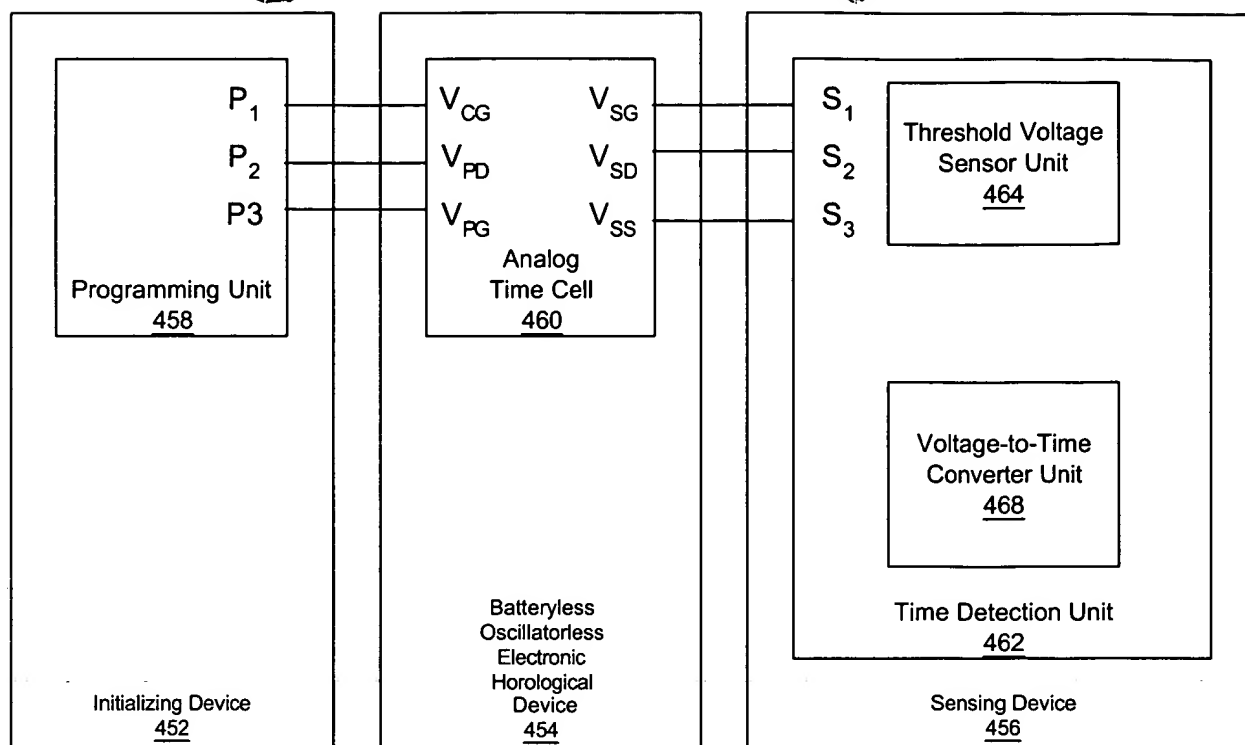 P1
P2
P3
Programming Unit
458
Initializing Device
452
VCG
VPD
VPG
VSG
VSD
VSS
Analog
Time Cell
460
Batteryless
Oscillatorless
Electronic
Horological
Device
454
S1
S2
S3
Threshold Voltage
Sensor Unit
464
Voltage-to-Time
Converter Unit
468
Time Detection Unit
462
Sensing Device
456